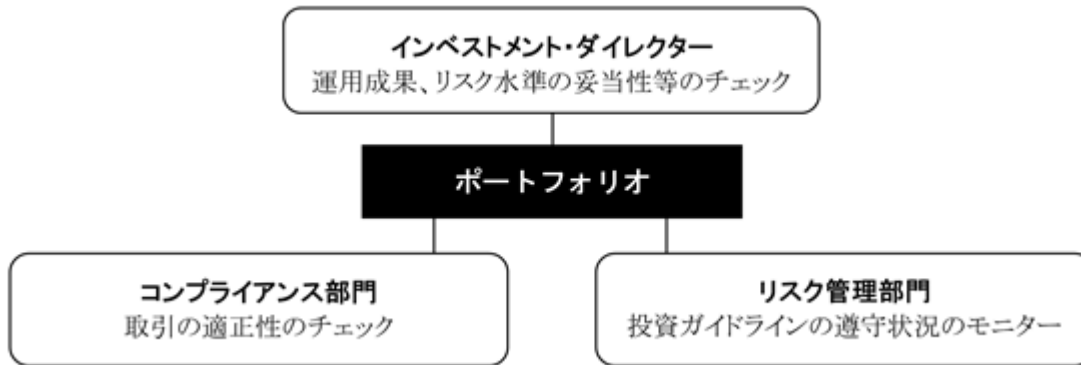 インベストメント・ダイレクター
運用成果、リスク水準の妥当性等のチェック
ポートフォリオ
コンプライアンス部門
取引の適正性のチェック
リスク管理部門
投資ガイドラインの遵守状況のモニター